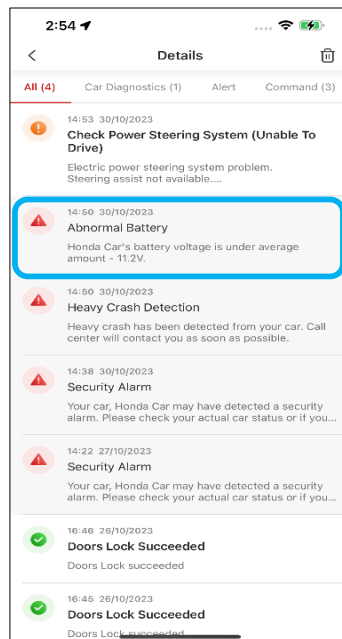 2:54
Details
All (4) Car Diagnostics (1) Alert Command (3)
14:53 30/10/2023
Check Power Steering System (Unable To
Drive)
Electric power steering system problem.
Steering assist not available....
14:50 30/10/2023
Abnormal Battery
Honda Car's battery voltage is under average
amount - 11.2V.
14:50 30/10/2023
Heavy Crash Detection
Heavy crash has been detected from your car. Call
center will contact you as soon as possible.
14:38 30/10/2023
Security Alarm
Your car, Honda Car may have detected a security
alarm. Please check your actual car status or if you...
14:22 27/10/2023
Security Alarm
Your car, Honda Car may have detected a security
alarm. Please check your actual car status or if you...
16:46 26/10/2023
Doors Lock Succeeded
Doors Lock succeeded
16:45 26/10/2023
Doors Lock Succeeded
Doors Lock succeeded